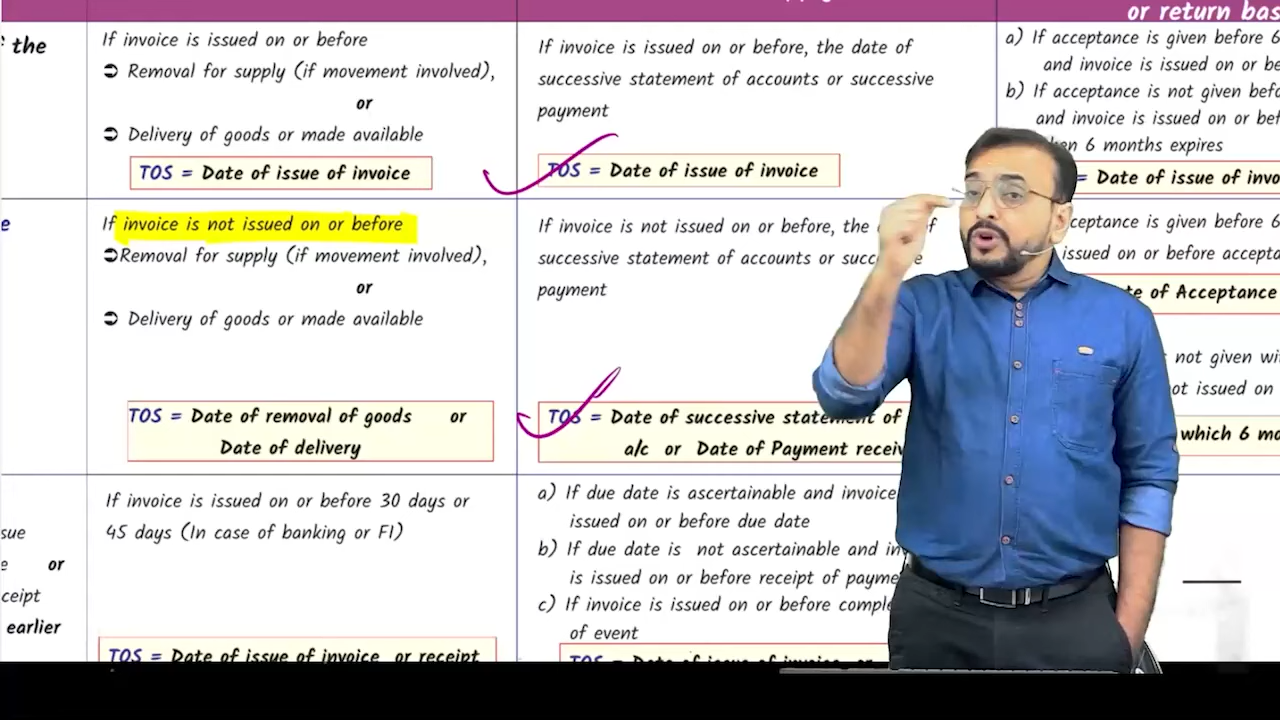 or return bas
the
If invoice is issued on or before
➲ Removal for supply (if movement involved),
or
➲ Delivery of goods or made available
TOS = Date of issue of invoice
If invoice is issued on or before, the date of
successive statement of accounts or successive
payment
TOS = Date of issue of invoice
a) If acceptance is given before 6
and invoice is issued on or be
b) If acceptance is not given befo
and invoice is issued on or bef
6 months expires
= Date of issue of invo
If invoice is not issued on or before
➲Removal for supply (if movement involved),
or
➲ Delivery of goods or made available
TOS = Date of removal of goods or
Date of delivery
If invoice is not issued on or before, the of
successive statement of accounts or
payment
TOS = Date of successive statement of
a/c or Date of Payment receiv
given before 6
issued on or before accepta
of Acceptance
not given wi
issued on
which 6 mo
or
earlier
If invoice is issued on or before 30 days or
45 days (In case of banking or FI)
TOS = Date of issue of invoice or receipt
a) If due date is ascertainable and invoice
issued on or before due date
b) If due date is not ascertainable and in
is issued on or before receipt of payme
c) If invoice is issued on or before comple
of event
TOS = Date of issue of invoice or